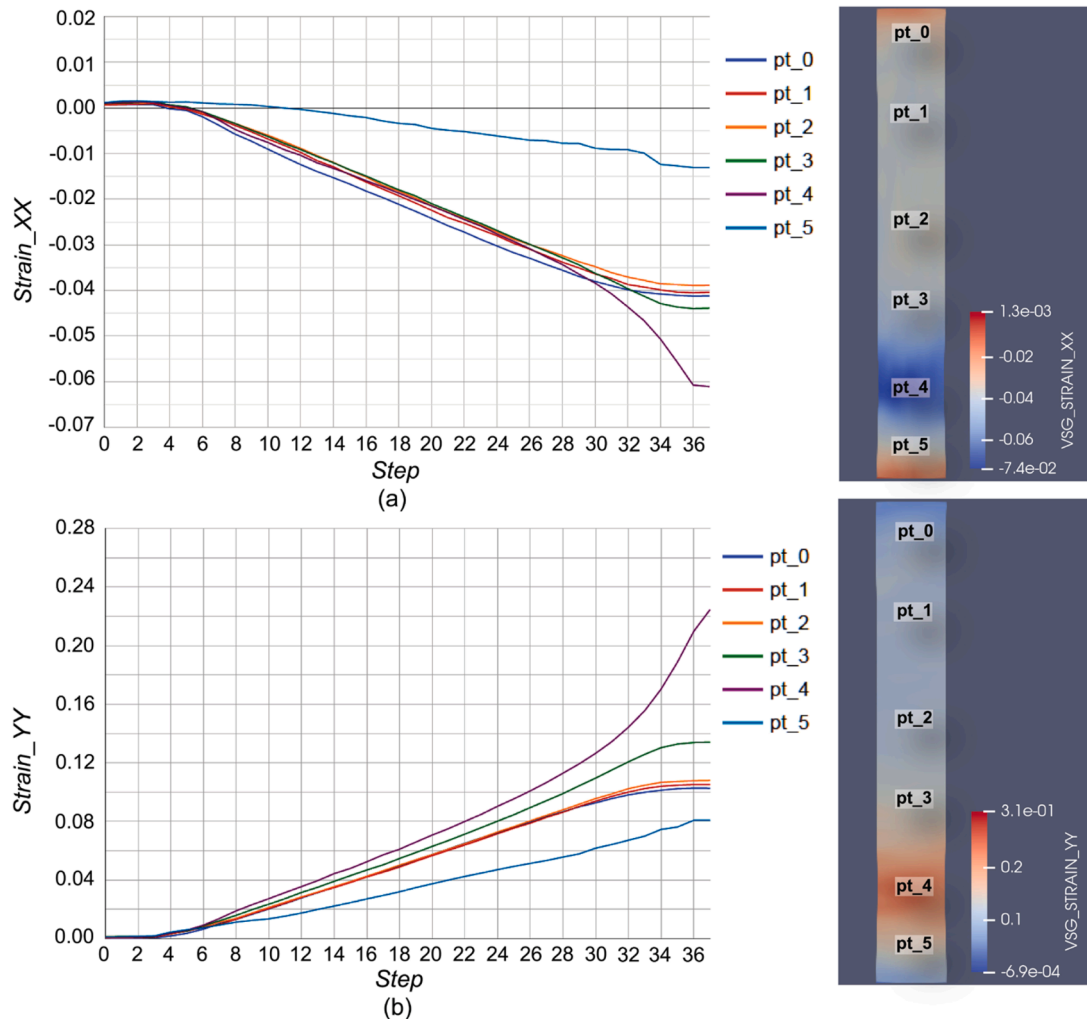 0.02
0.01
0.00
-0.01
-0.02
-0.03
-0.04
-0.05
-0.06
-0.07
Strain_XX
0 2 4 6 8 10 12 14 16 18 20 22 24 26 28 30 32 34 36
Step
(a)
pt_0
pt_1
pt_2
pt_3
pt_4
pt_5
pt_0
pt_1
pt_2
pt_3
pt_4
pt_5
1.3e-03
-0.02
-0.04
-0.06
-7.4e-02
VSG_STRAIN_XX
0.28
0.24
0.20
0.16
0.12
0.08
0.04
0.00
Strain_YY
0 2 4 6 8 10 12 14 16 18 20 22 24 26 28 30 32 34 36
Step
(b)
pt_0
pt_1
pt_2
pt_3
pt_4
pt_5
pt_0
pt_1
pt_2
pt_3
pt_4
pt_5
3.1e-01
0.2
0.1
-6.9e-04
VSG_STRAIN_YY